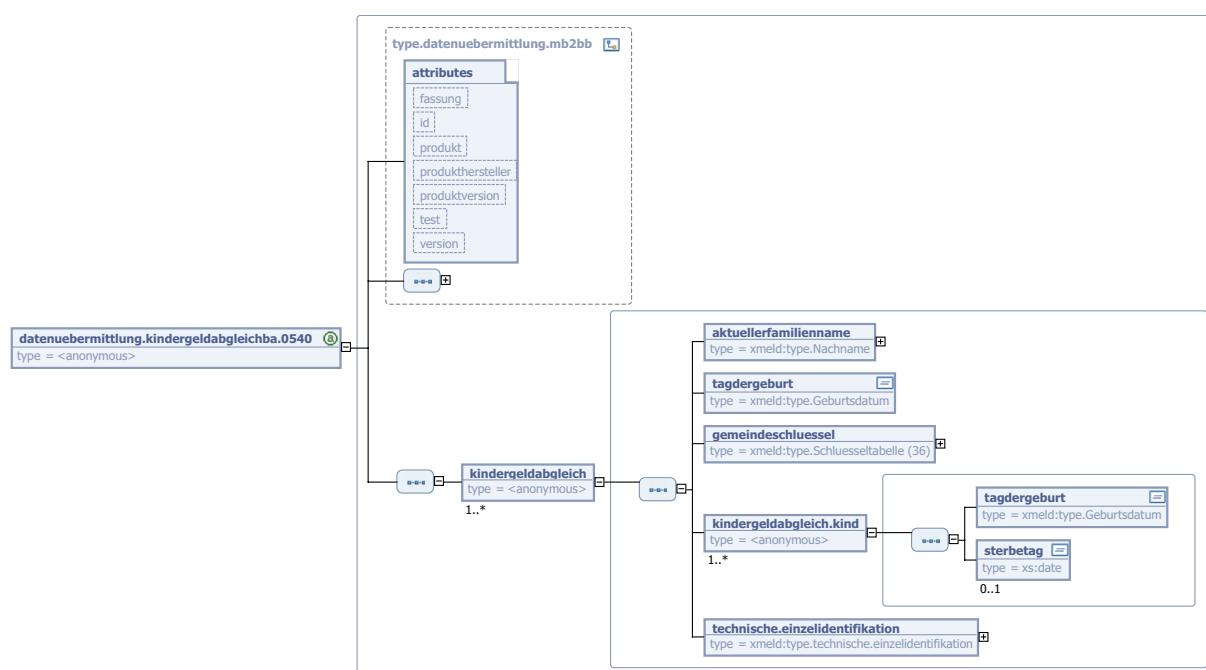 type.datenuebermittlung.mb2bb
attributes
fassung
id
produkt
produkthersteller
produktversion
test
version
datenuebermittlung.kindergeldabgleichba.0540
type = <anonymous>
kindergeldabgleich
type = <anonymous>
1..*
aktuellerfamilienname
type = xmeld:type.Nachname
tagdergeburt
type = xmeld:type.Geburtsdatum
gemeindeschluessel
type = xmeld:type.Schluesseltabelle (36)
kindergeldabgleich.kind
type = <anonymous>
1..*
tagdergeburt
type = xmeld:type.Geburtsdatum
sterbetag
type = xs:date
0..1
technische.einzelidentifikation
type = xmeld:type.technische.einzelidentifikation